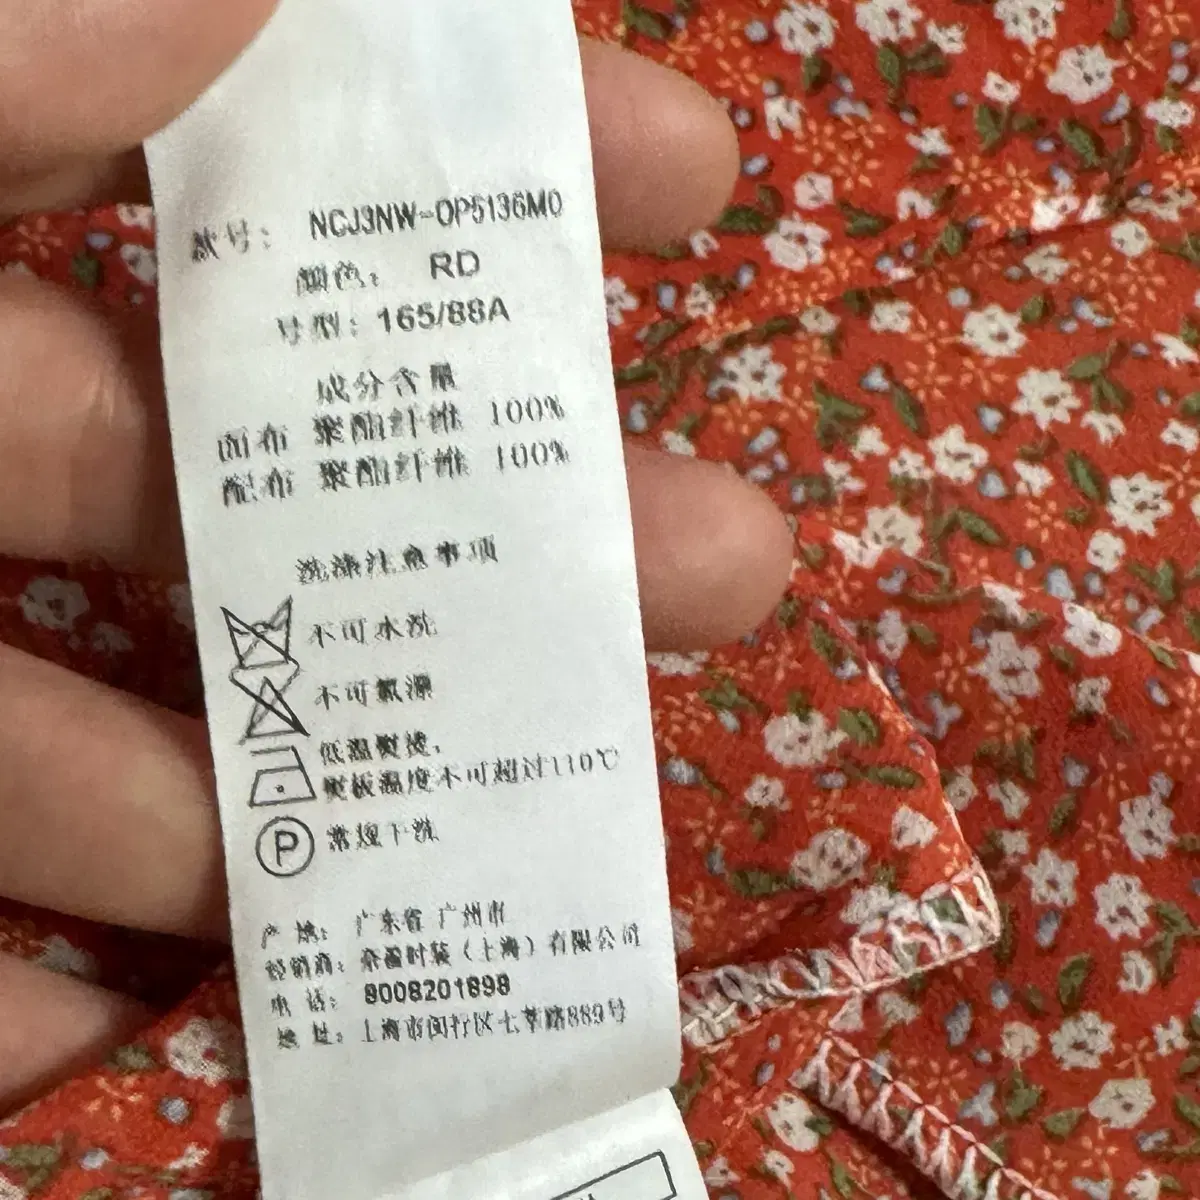 款号： NCJ3NW-OP5136M0
颜色： RD
号型：165/88A
成分含量
面布 聚酯纤维 100%
配布 聚酯纤维 100%
洗涤注意事项
不可水洗
不可氯漂
低温熨烫，
熨板温度不可超过110℃
P 常规干洗
产 地： 广东省 广州市
经销商： 时装（上海）有限公司
电 话： 8008201898
地 址： 上海市闵行区七莘路889号